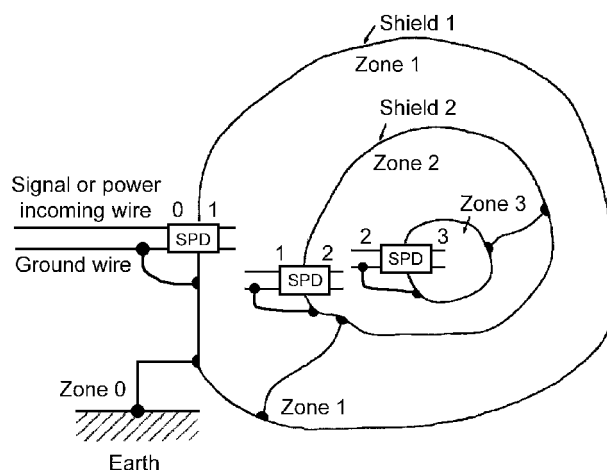 Shield 1
Zone 1
Shield 2
Zone 2
Signal or power
incoming wire
0 1
SPD
Ground wire
Zone 3
1 2
SPD
2 3
SPD
Zone 0
Zone 1
Earth